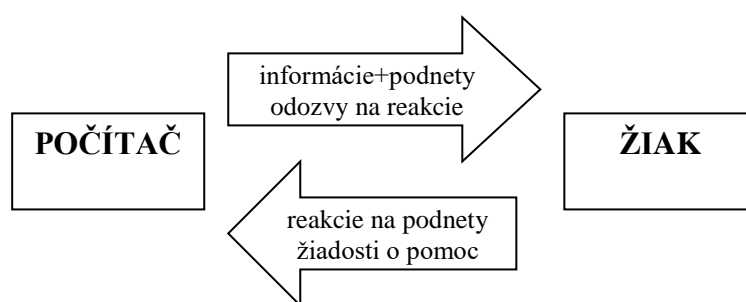 informácie+podnety
odozvy na reakcie
POČÍTAČ
ŽIAK
reakcie na podnety
žiadosti o pomoc